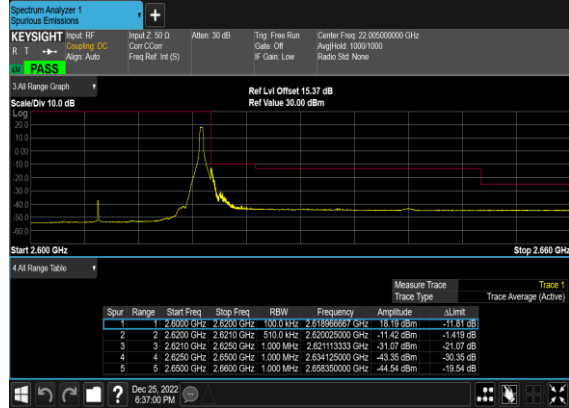 Spectrum Analyzer 1
Spurious Emissions
KEYSIGHT Input: RF Input Z: 50 Ω Atten: 30 dB Trig: Free Run Center Freq: 22.005000000 GHz
R T Coupling: DC Corr CCorr Gate: Off Avg|Hold: 1000/1000
Align: Auto Freq Ref: Int (S) IF Gain: Low Radio Std: None
PASS
3 All Range Graph
Ref Lvl Offset 15.37 dB
Scale/Div 10.0 dB Ref Value 30.00 dBm
Log
20.0
10.0
0.00
-10.0
-20.0
-30.0
-40.0
-50.0
-60.0
Start 2.600 GHz Stop 2.660 GHz
4 All Range Table
Measure Trace Trace 1
Trace Type Trace Average (Active)
Spur Range Start Freq Stop Freq RBW Frequency Amplitude ΔLimit
1 1 2.6000 GHz 2.6200 GHz 100.0 kHz 2.618966667 GHz 18.19 dBm -11.81 dB
2 2 2.6200 GHz 2.6210 GHz 510.0 kHz 2.620025000 GHz -11.42 dBm -1.419 dB
3 3 2.6210 GHz 2.6250 GHz 1.000 MHz 2.621113333 GHz -31.07 dBm -21.07 dB
4 4 2.6250 GHz 2.6500 GHz 1.000 MHz 2.634125000 GHz -43.35 dBm -30.35 dB
5 5 2.6500 GHz 2.6600 GHz 1.000 MHz 2.658350000 GHz -44.54 dBm -19.54 dB
Dec 25, 2022
6:37:00 PM